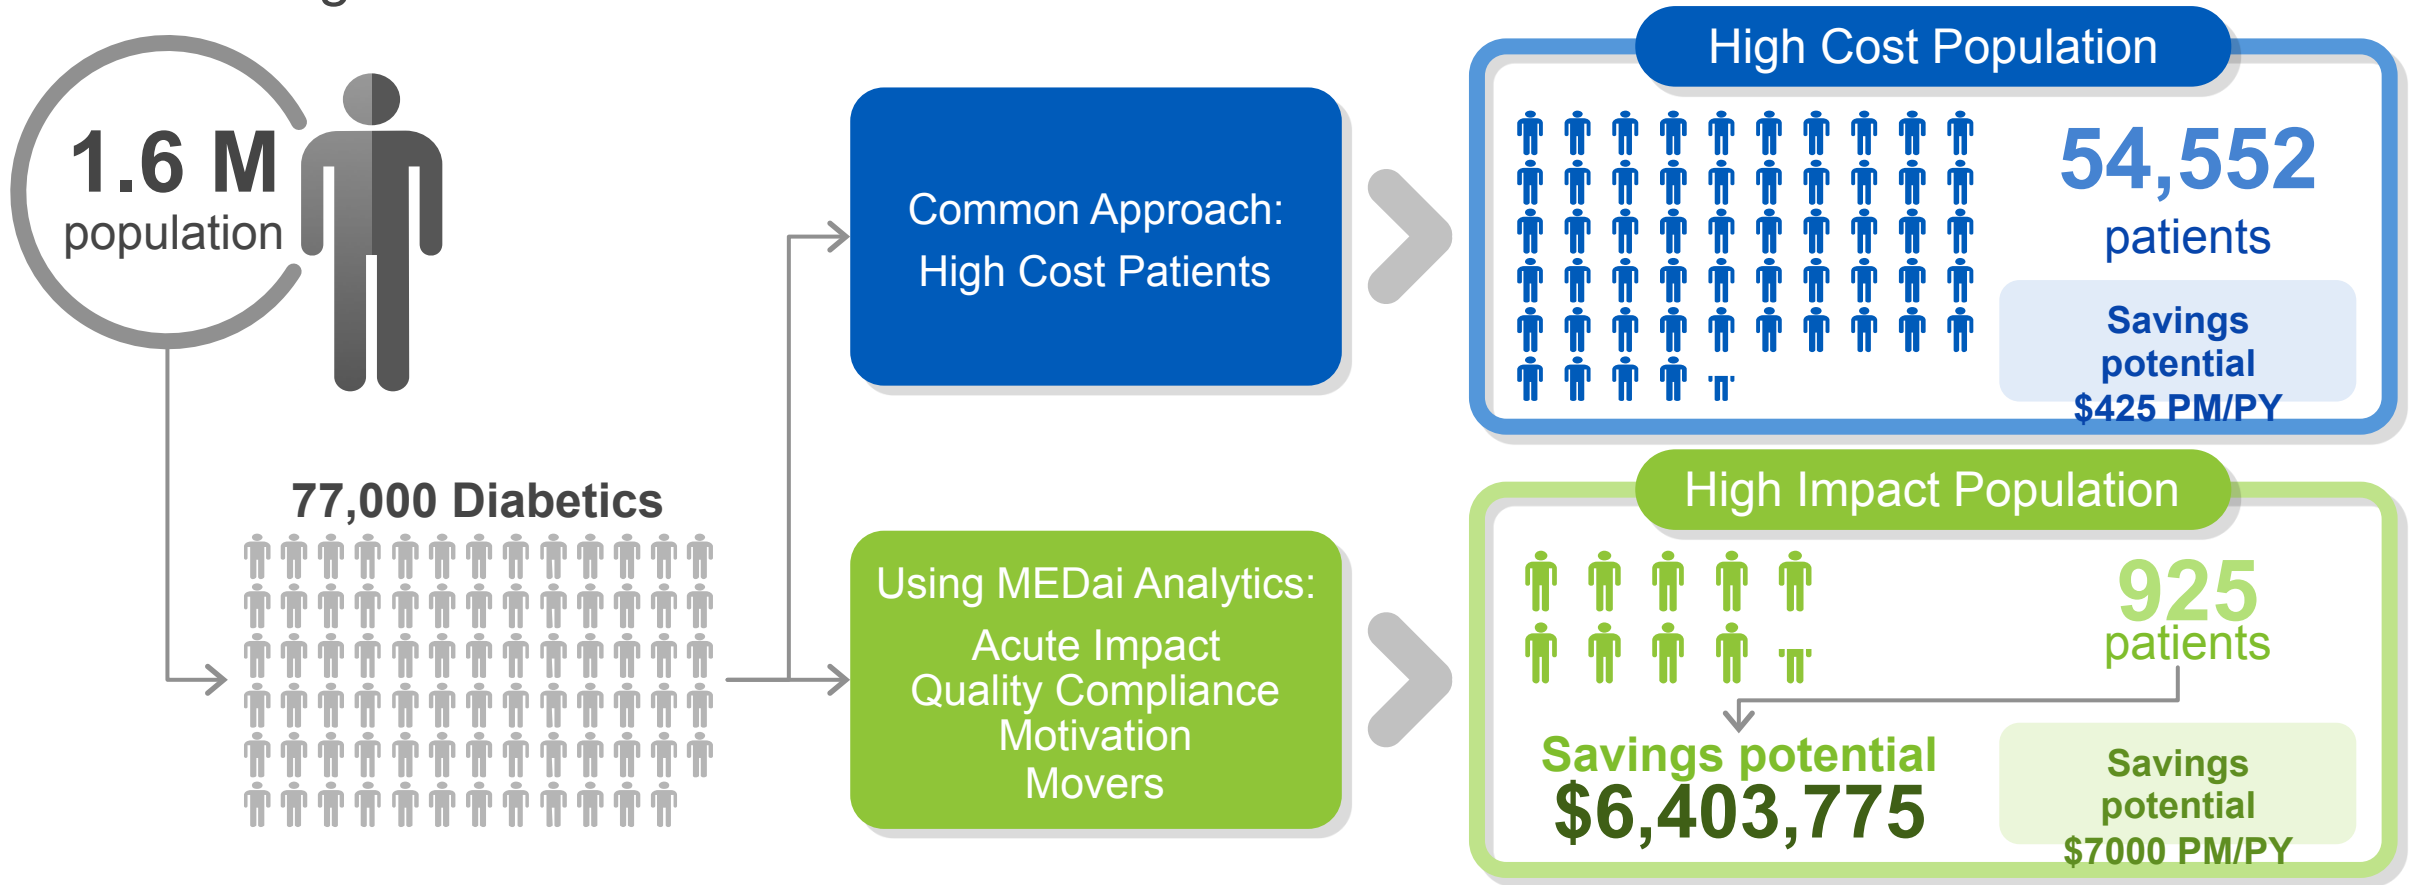 1.6 M
population
77,000 Diabetics
Common Approach:
High Cost Patients
Using MEDai Analytics:
Acute Impact
Quality Compliance
Motivation
Movers
High Cost Population
54,552
patients
Savings
potential
$425 PM/PY
High Impact Population
925
patients
Savings potential
$6,403,775
Savings
potential
$7000 PM/PY